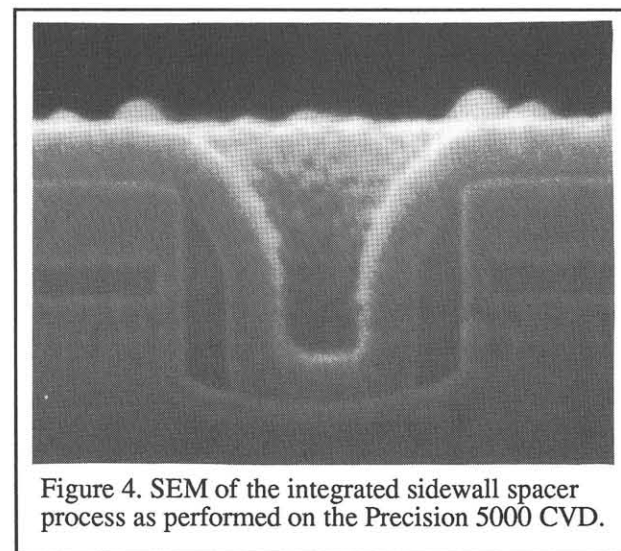 Figure 4. SEM of the integrated sidewall spacer
process as performed on the Precision 5000 CVD.